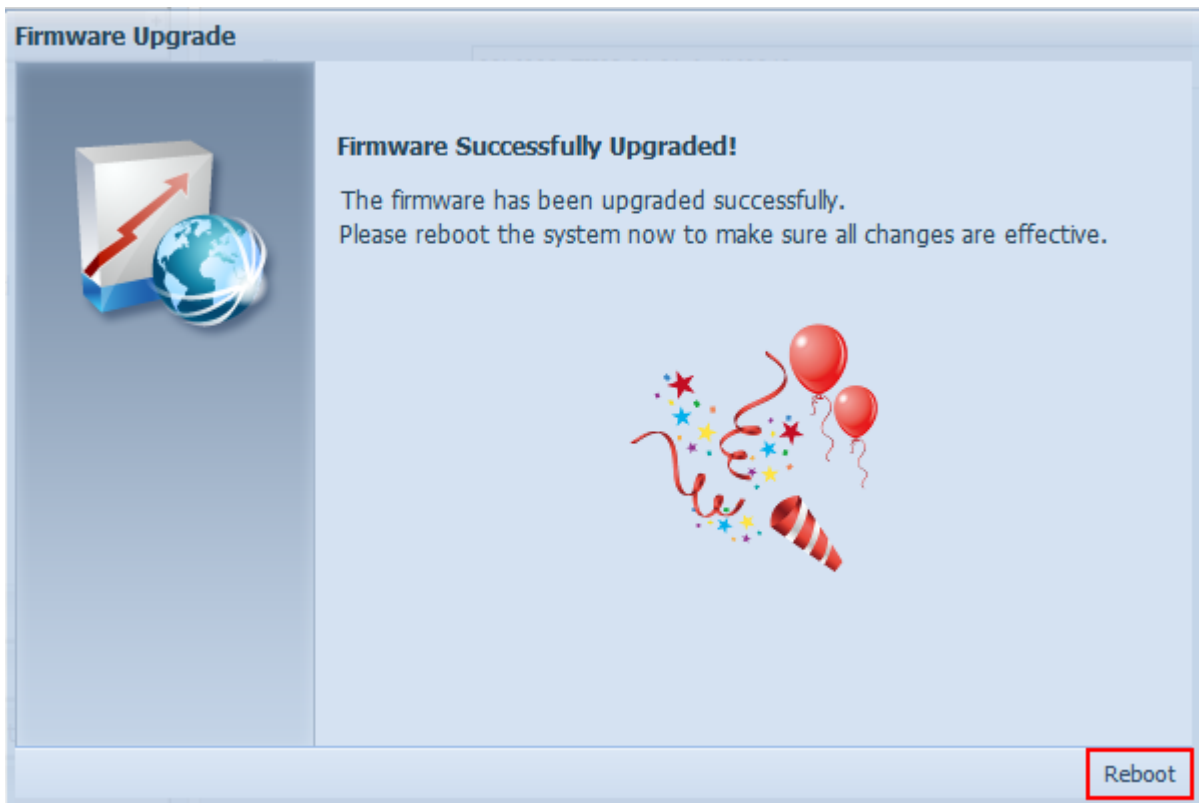 Firmware Upgrade
Firmware Successfully Upgraded!
The firmware has been upgraded successfully.
Please reboot the system now to make sure all changes are effective.
Reboot